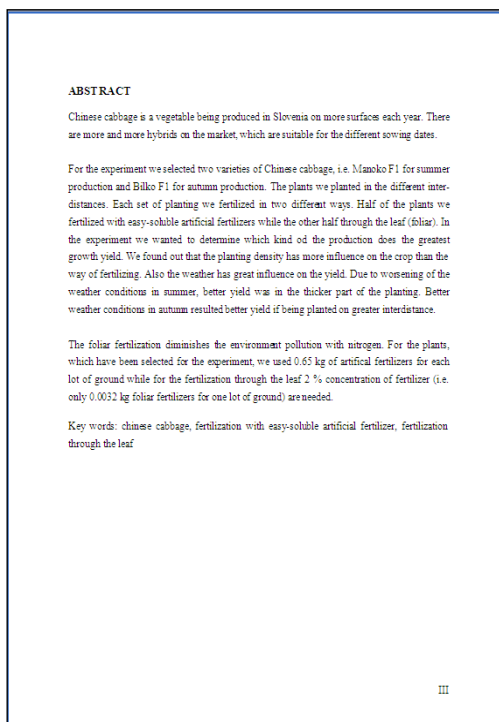 ABSTRACT
Chinese cabbage is a vegetable being produced in Slovenia on more surfaces each year. There
are more and more hybrids on the market, which are suitable for the different sowing dates.
For the experiment we selected two varieties of Chinese cabbage, i.e. Manoko F1 for summer
production and Bilko F1 for autumn production. The plants we planted in the different inter-
distances. Each set of planting we fertilized in two different ways. Half of the plants we
fertilized with easy-soluble artificial fertilizers while the other half through the leaf (foliar). In
the experiment we wanted to determine which kind od the production does the greatest
growth yield. We found out that the planting density has more influence on the crop than the
way of fertilizing. Also the weather has great influence on the yield. Due to worsening of the
weather conditions in summer, better yield was in the thicker part of the planting. Better
weather conditions in autumn resulted better yield if being planted on greater interdistance.
The foliar fertilization diminishes the environment pollution with nitrogen. For the plants,
which have been selected for the experiment, we used 0.65 kg of artifical fertilizers for each
lot of ground while for the fertilization through the leaf 2 % concentration of fertilizer (i.e.
only 0.0032 kg foliar fertilizers for one lot of ground) are needed.
Key words: chinese cabbage, fertilization with easy-soluble artificial fertilizer, fertilization
through the leaf
III